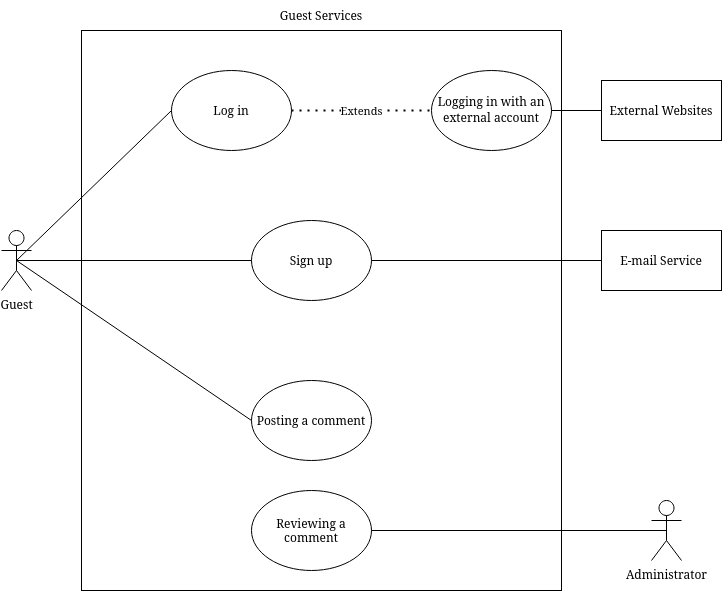 Guest Services
Log in
Extends
Logging in with an
external account
External Websites
Sign up
E-mail Service
Guest
Posting a comment
Reviewing a
comment
Administrator